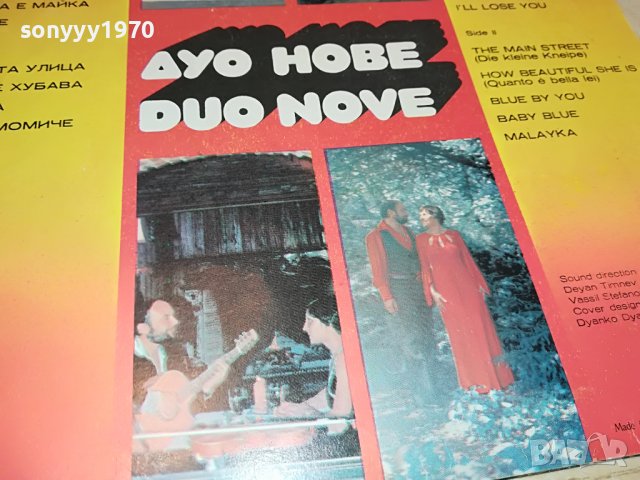 sonyyy1970
А Е МАЙКА
ТА УЛИЦА
Е ХУБАВА
А
МОМИЧЕ
ДУО НОВЕ
DUO NOVE
I'LL LOSE YOU
Side II
THE MAIN STREET
(Die kleine Kneipe)
HOW BEAUTIFUL SHE IS
(Quanto è bella lei)
BLUE BY YOU
BABY BLUE
MALAYKA
Sound direction
Deyan Timnev
Vassil Stefano
Cover design
Dyanko Dya
Made
BAZAR